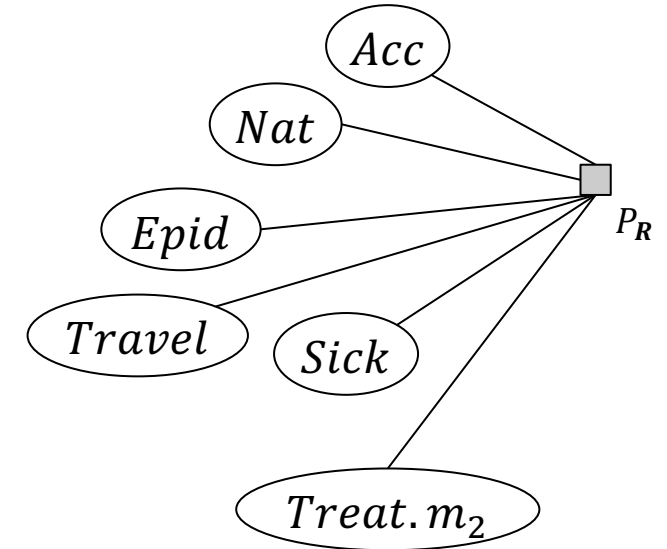 Acc
Nat
Epid
P_R
Travel
Sick
Treat.m₂